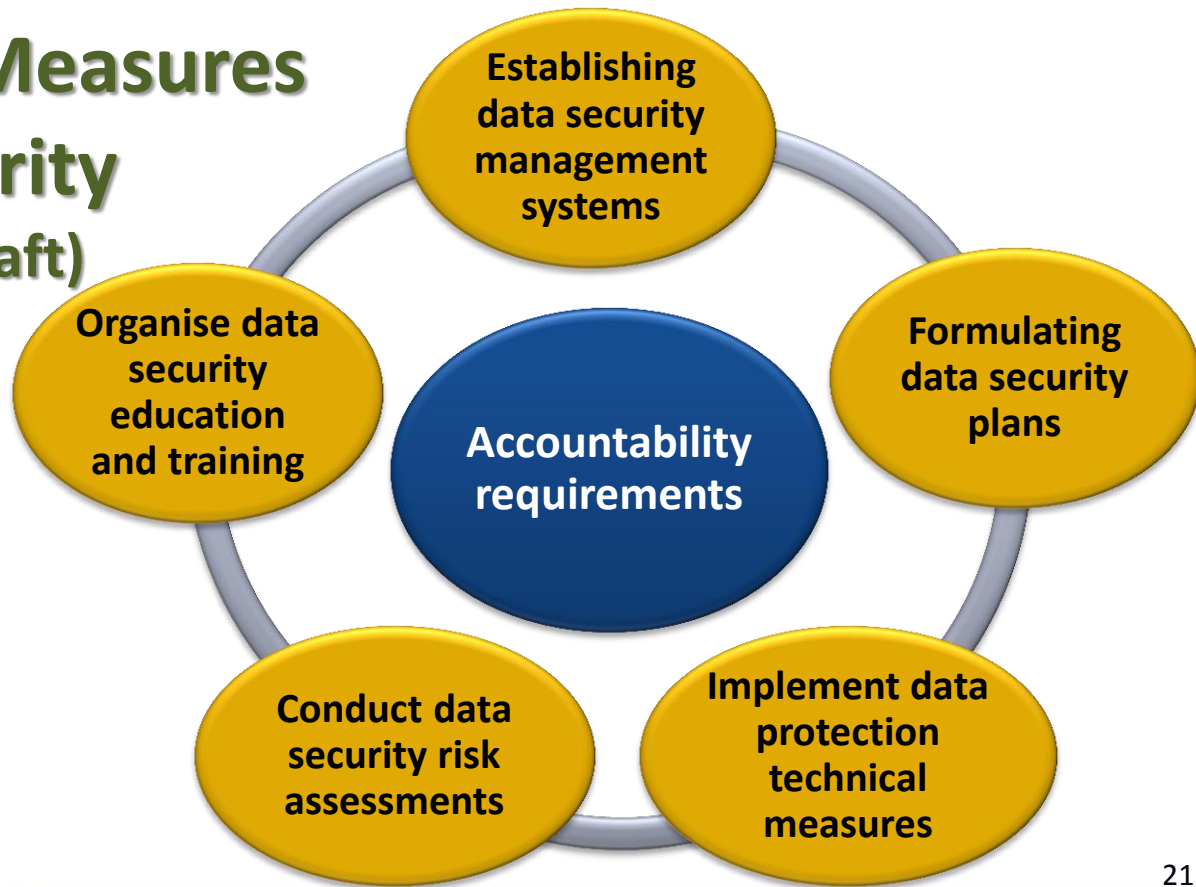 Measures
rity
aft)
Establishing
data security
management
systems
Organise data
security
education
and training
Formulating
data security
plans
Accountability
requirements
Conduct data
security risk
assessments
Implement data
protection
technical
measures
21